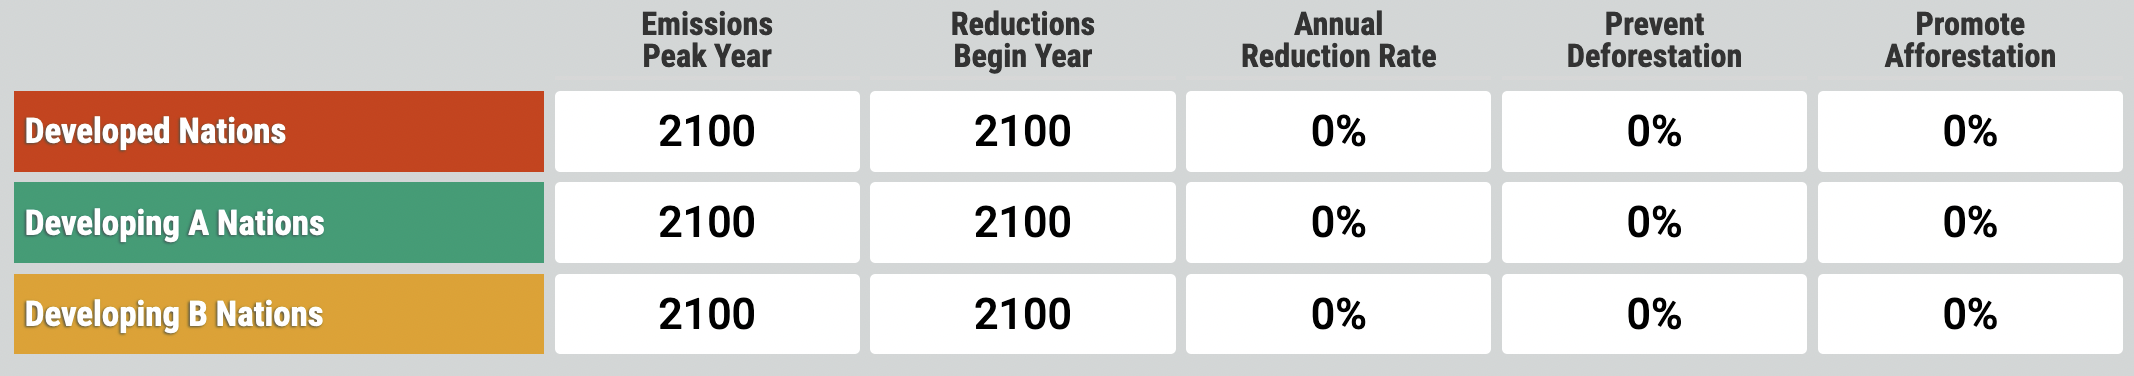 Emissions Peak Year
Reductions Begin Year
Annual Reduction Rate
Prevent Deforestation
Promote Afforestation
Developed Nations 2100 2100 0% 0% 0%
Developing A Nations 2100 2100 0% 0% 0%
Developing B Nations 2100 2100 0% 0% 0%